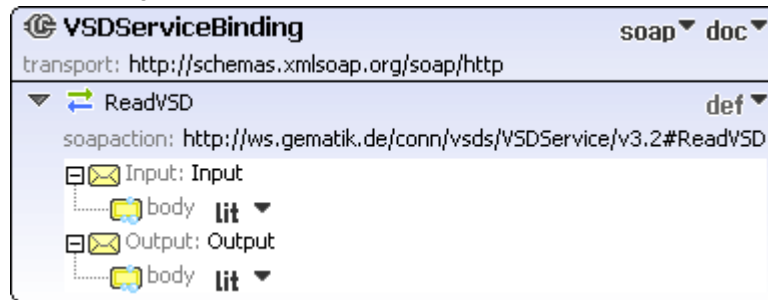 VSDServiceBinding soap doc
transport: http://schemas.xmlsoap.org/soap/http
ReadVSD def
soapaction: http://ws.gematik.de/conn/vsds/VSDService/v3.2#ReadVSD
Input: Input
body lit
Output: Output
body lit